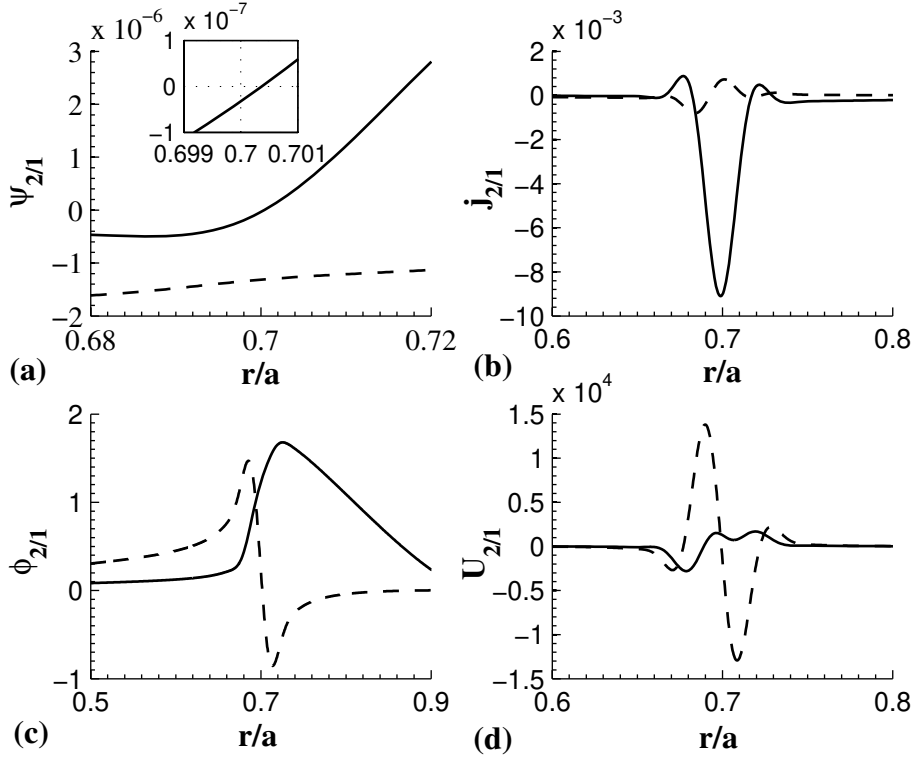 x 10⁻⁶
3
2
1
0
−1
−2
0.68
0.7
0.72
ψ2/1
r/a
(a)
x 10⁻⁷
1
0
−1
0.699
0.7
0.701
x 10⁻³
2
0
−2
−4
−6
−8
−10
0.6
0.7
0.8
j2/1
r/a
(b)
2
1
0
−1
0.5
0.7
0.9
ϕ2/1
r/a
(c)
x 10⁴
1.5
1
0.5
0
−0.5
−1
−1.5
0.6
0.7
0.8
U2/1
r/a
(d)